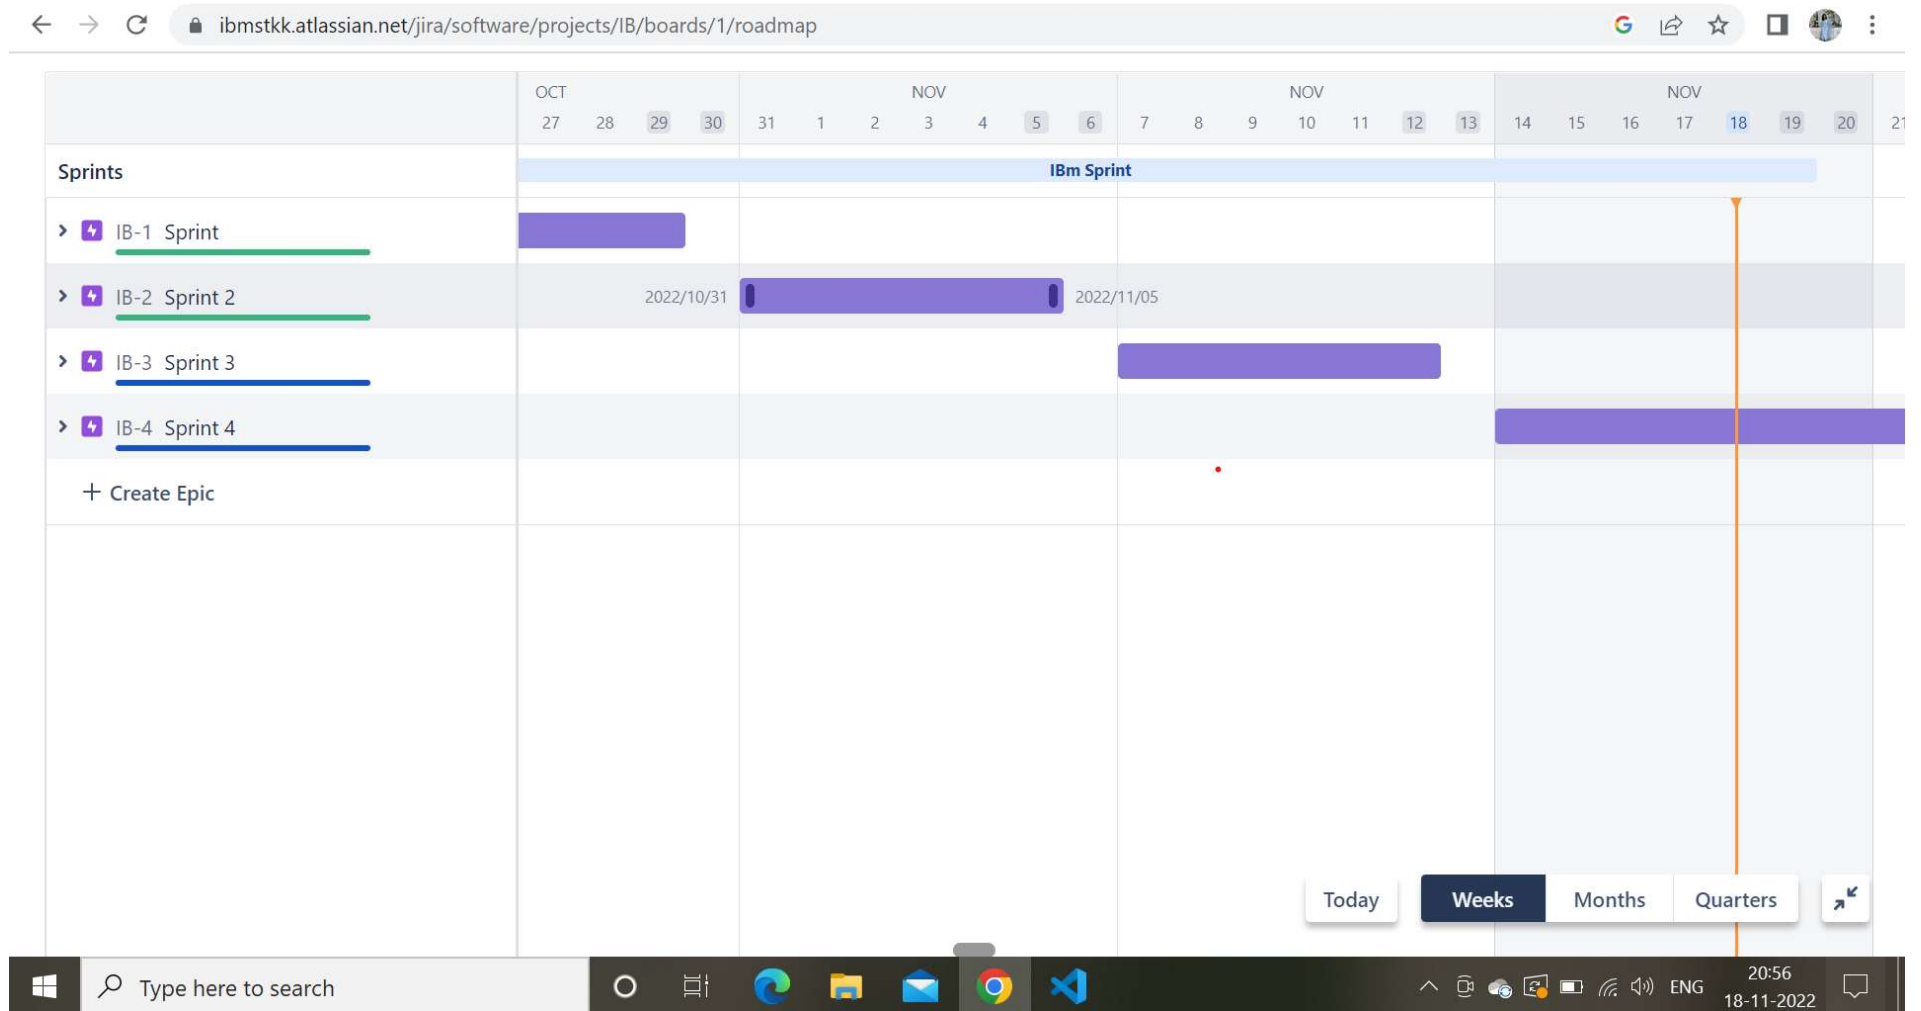 ibmstkk.atlassian.net/jira/software/projects/IB/boards/1/roadmap
OCT NOV NOV NOV
27 28 29 30 31 1 2 3 4 5 6 7 8 9 10 11 12 13 14 15 16 17 18 19 20 21
Sprints IBm Sprint
IB-1 Sprint
IB-2 Sprint 2 2022/10/31 2022/11/05
IB-3 Sprint 3
IB-4 Sprint 4
+ Create Epic
Today Weeks Months Quarters
Type here to search ENG 20:56
18-11-2022